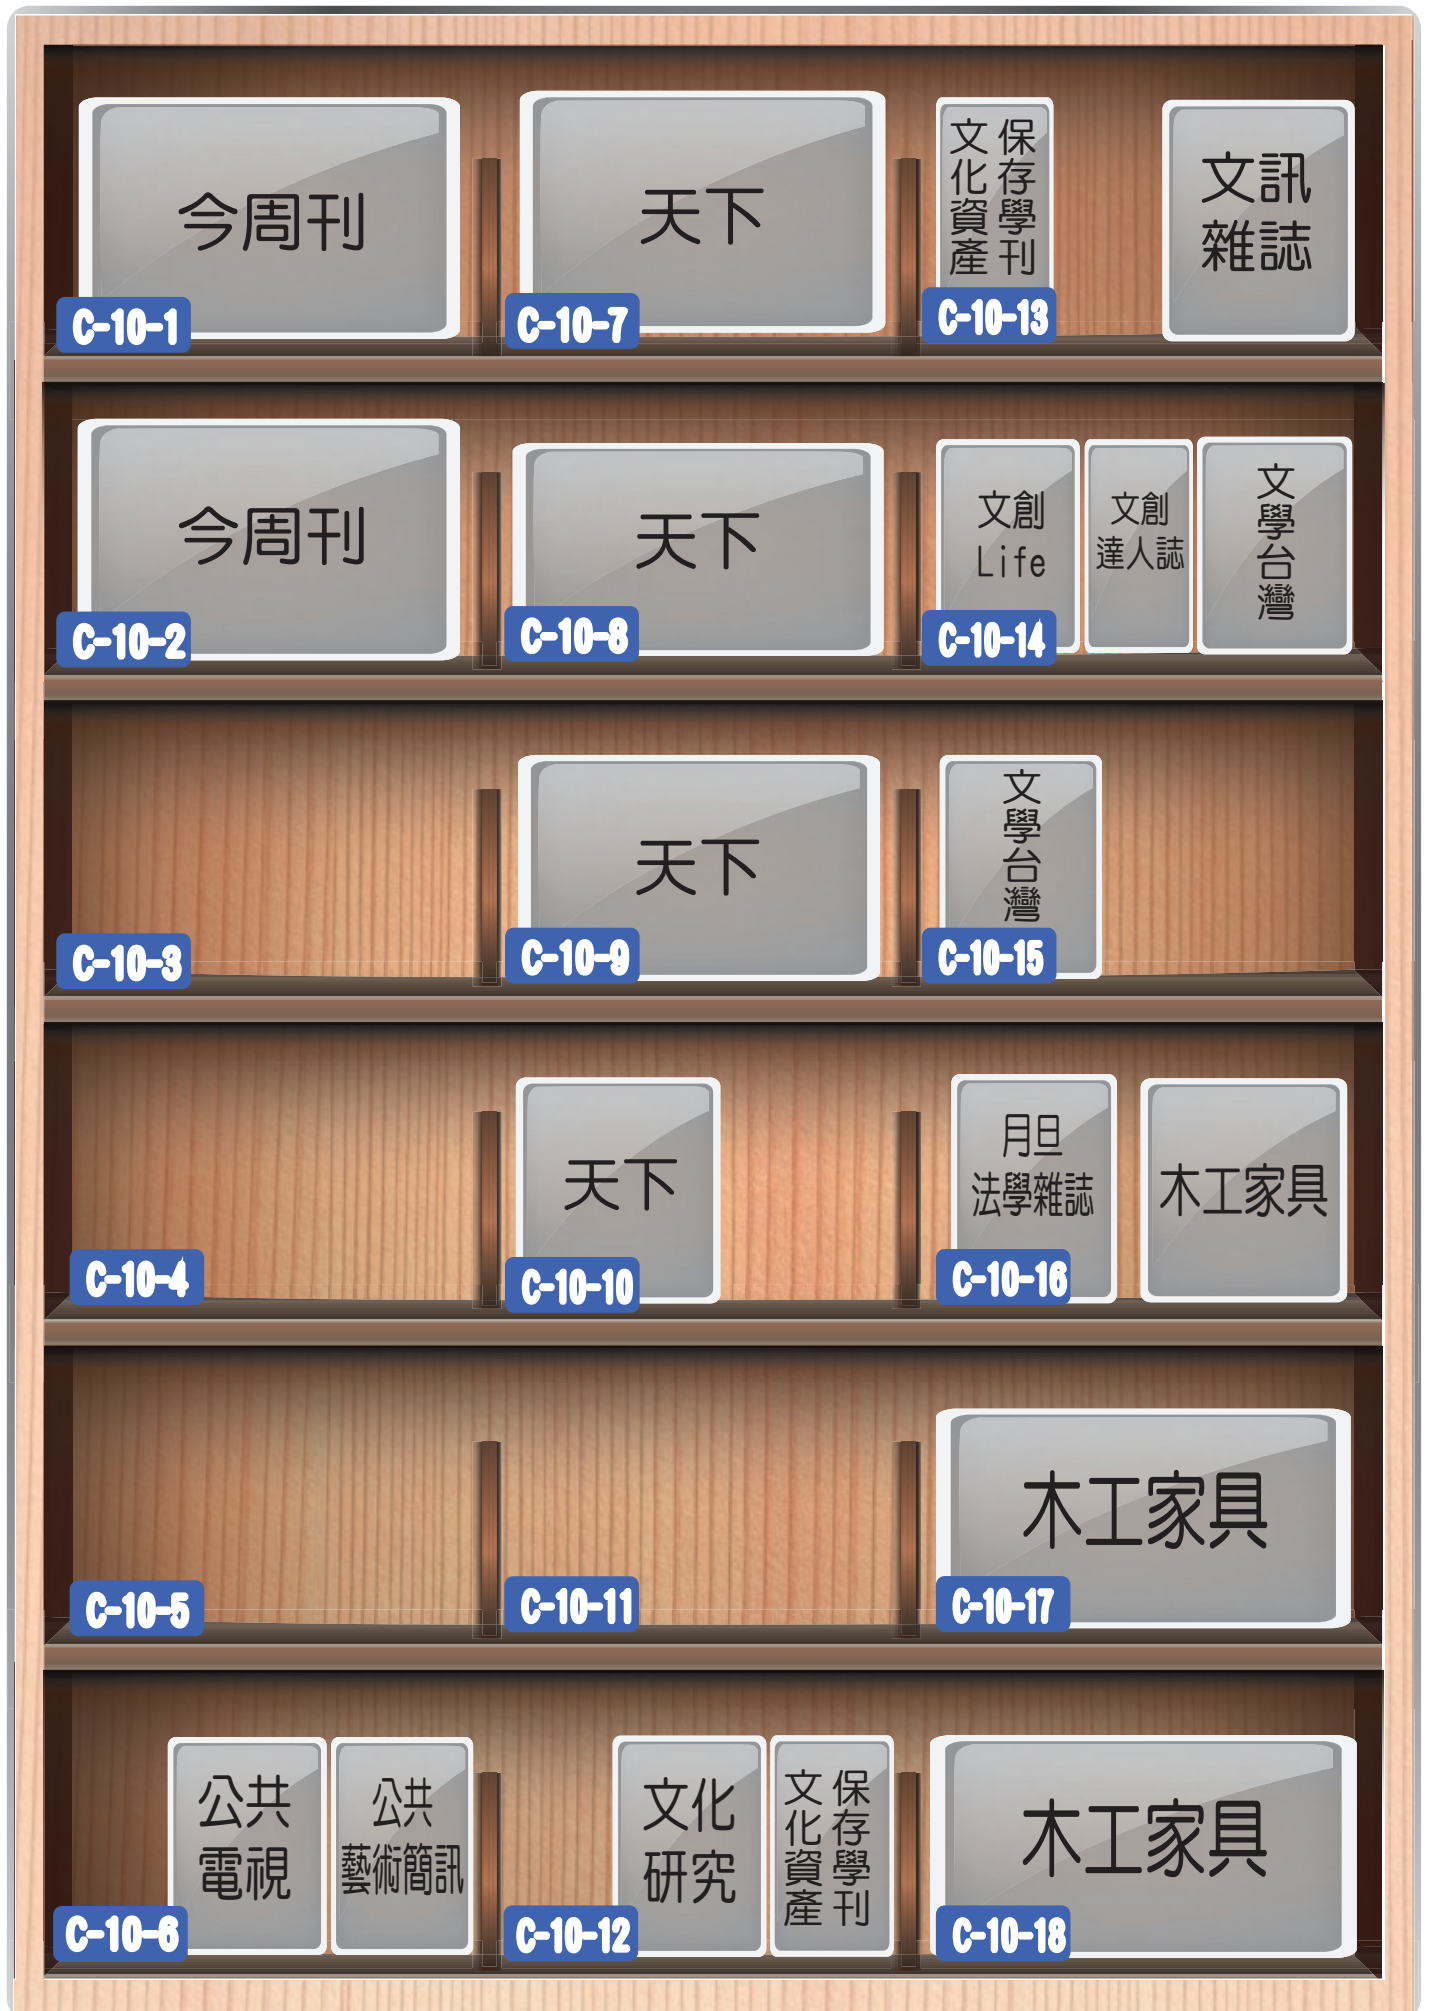 今周刊
C-10-1
天下
C-10-7
文化資產
保存學刊
C-10-13
文訊
雜誌
今周刊
C-10-2
天下
C-10-8
文創
Life
C-10-14
文創
達人誌
文學台灣
C-10-3
天下
C-10-9
文學台灣
C-10-15
C-10-4
天下
C-10-10
月旦
法學雜誌
C-10-16
木工家具
C-10-5
C-10-11
木工家具
C-10-17
公共
電視
C-10-6
公共
藝術簡訊
文化
研究
C-10-12
文化資產
保存學刊
木工家具
C-10-18